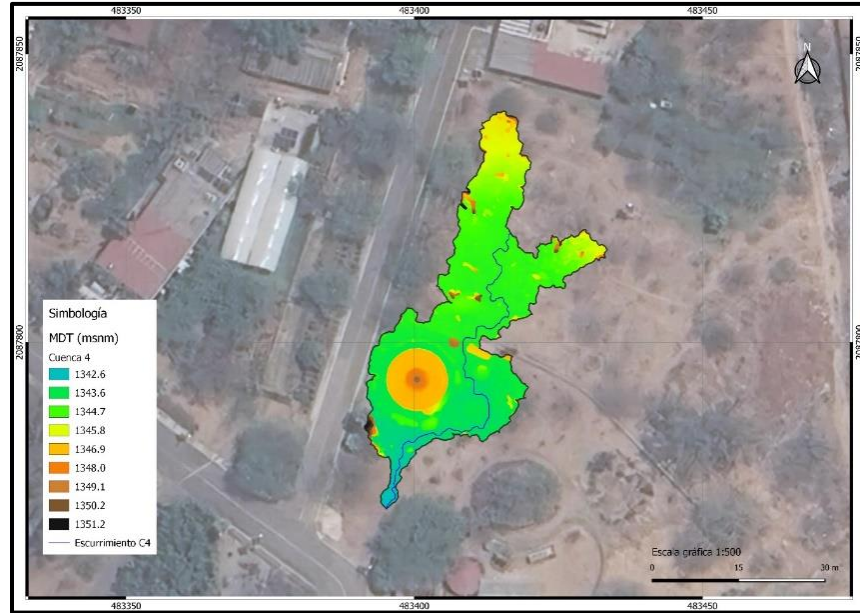 483350 483400 483450
2087850 2087850
N
2087800 2087800
Simbología
MDT (msnm)
Cuenca 4
1342.6
1343.6
1344.7
1345.8
1346.9
1348.0
1349.1
1350.2
1351.2
Escurrimiento C4
Escala gráfica 1:500
0 15 30 m
483350 483400 483450